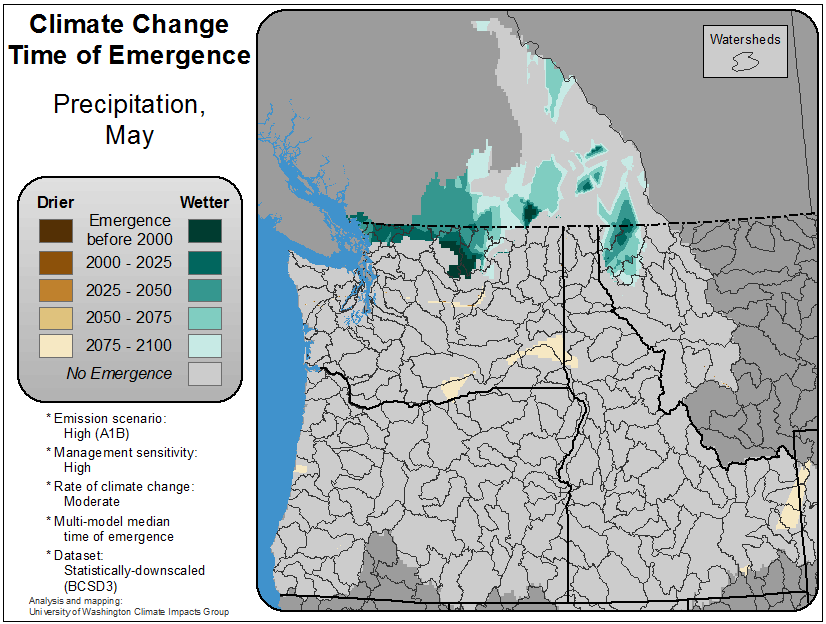 Climate Change
Time of Emergence
Precipitation,
May
Watersheds
Drier
Wetter
Emergence
before 2000
2000 - 2025
2025 - 2050
2050 - 2075
2075 - 2100
No Emergence
* Emission scenario:
High (A1B)
* Management sensitivity:
High
* Rate of climate change:
Moderate
* Multi-model median
time of emergence
* Dataset:
Statistically-downscaled
(BCSD3)
Analysis and mapping:
University of Washington Climate Impacts Group